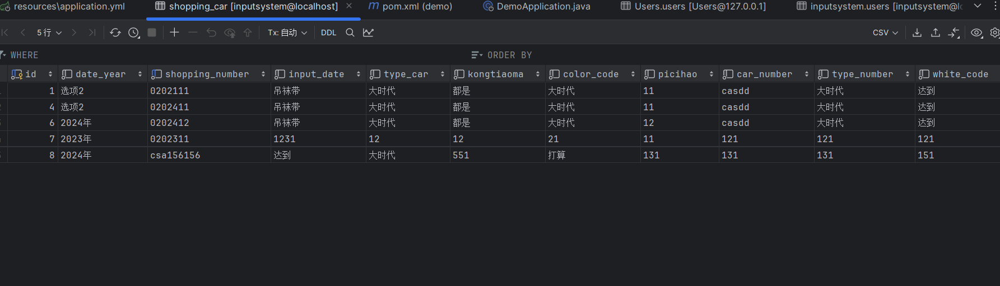 resources\application.yml shopping_car [inputsystem@localhost] pom.xml (demo) DemoApplication.java Users.users [Users@127.0.0.1] inputsystem.users [inputsystem@lo
5 行 Tx: 自动 DDL CSV
WHERE ORDER BY
id date_year shopping_number input_date type_car kongtiaoma color_code picihao car_number type_number white_code
1 选项2 0202111 吊袜带 大时代 都是 大时代 11 casdd 大时代 达到
4 选项2 0202411 吊袜带 大时代 都是 大时代 11 casdd 大时代 达到
6 2024年 0202412 吊袜带 大时代 都是 大时代 12 casdd 大时代 达到
7 2023年 0202311 1231 12 12 21 11 121 121 121
8 2024年 csa156156 达到 大时代 551 打算 131 131 131 151